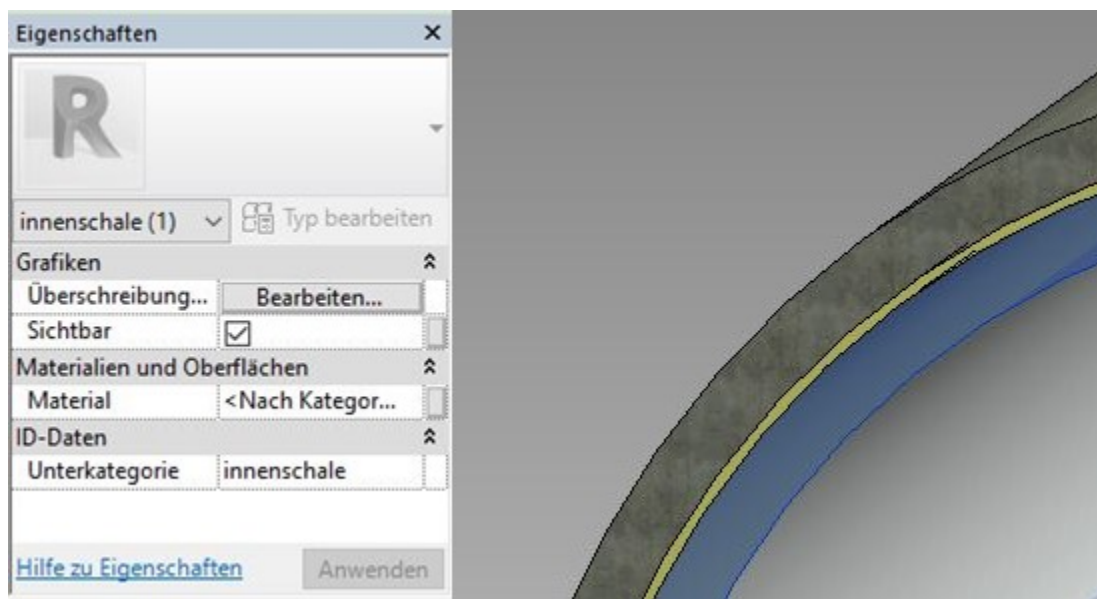 Eigenschaften
innenschale (1) Typ bearbeiten
Grafiken
Überschreibung... Bearbeiten...
Sichtbar
Materialien und Oberflächen
Material <Nach Kategor...
ID-Daten
Unterkategorie innenschale
Hilfe zu Eigenschaften Anwenden